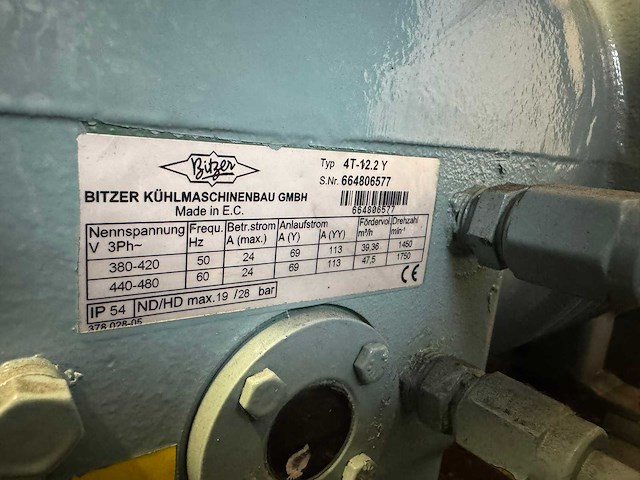 Bitzer
Typ 4T-12.2 Y
S.Nr. 664806577
664806577
BITZER KÜHLMASCHINENBAU GMBH
Made in E.C.
Nennspannung Frequ. Betr.strom Anlaufstrom Fördervol. Drehzahl
V 3Ph~ Hz A (max.) A (Y) A (YY) m³/h min⁻¹
380-420 50 24 69 113 39,36 1450
440-480 60 24 69 113 47,5 1750
IP 54 ND/HD max.19 /28 bar CE
378 028-05